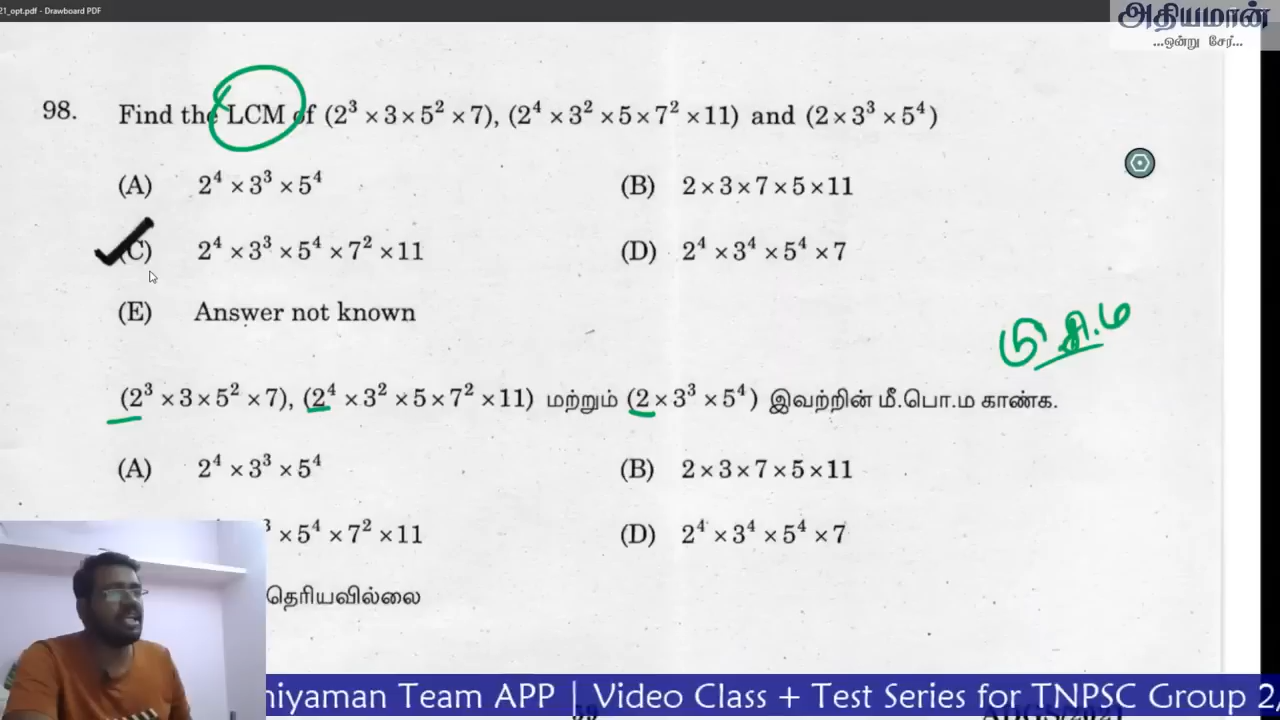 21_opt.pdf - Drawboard PDF
அதியமான்
...ஒன்று சேர்...
98. Find the LCM of (2³ × 3 × 5² × 7), (2⁴ × 3² × 5 × 7² × 11) and (2 × 3³ × 5⁴)
(A) 2⁴ × 3³ × 5⁴ (B) 2 × 3 × 7 × 5 × 11
(C) 2⁴ × 3³ × 5⁴ × 7² × 11 (D) 2⁴ × 3⁴ × 5⁴ × 7
(E) Answer not known
மீ.சி.ம
(2³ × 3 × 5² × 7), (2⁴ × 3² × 5 × 7² × 11) மற்றும் (2 × 3³ × 5⁴) இவற்றின் மீ.பொ.ம காண்க.
(A) 2⁴ × 3³ × 5⁴ (B) 2 × 3 × 7 × 5 × 11
³ × 5⁴ × 7² × 11 (D) 2⁴ × 3⁴ × 5⁴ × 7
தெரியவில்லை
hiyaman Team APP | Video Class + Test Series for TNPSC Group 2/